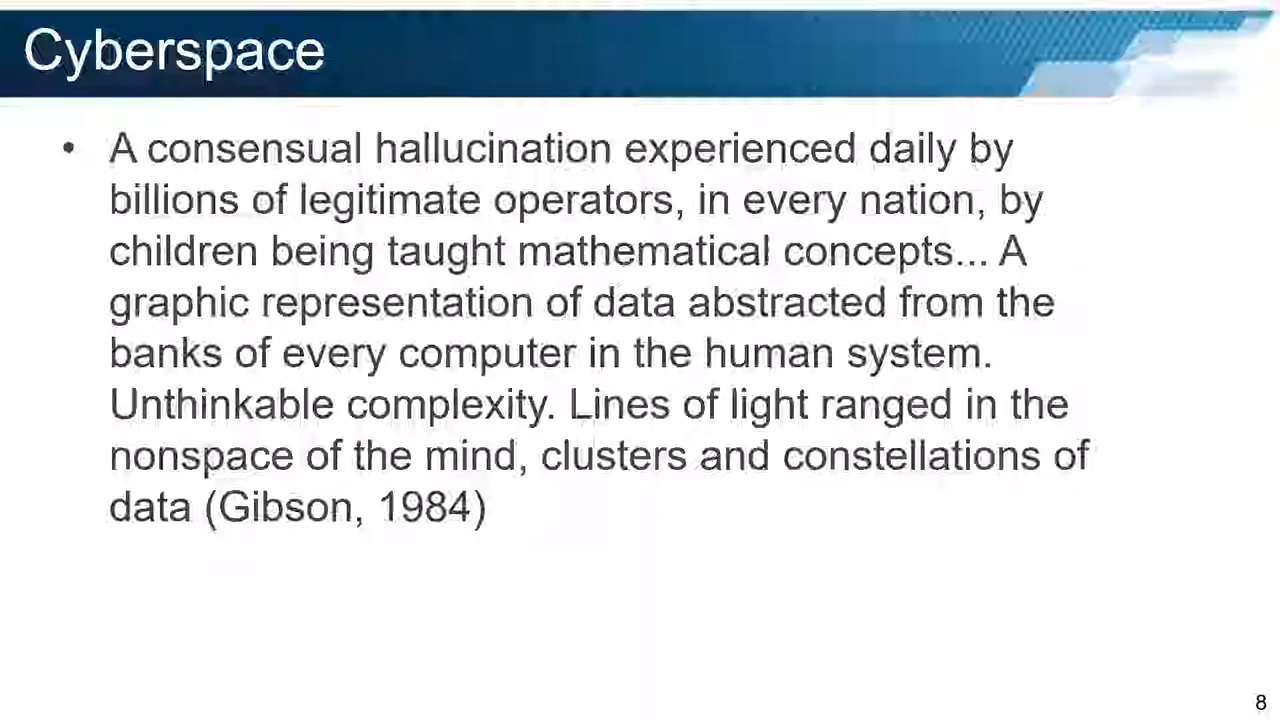 Cyberspace
• A consensual hallucination experienced daily by
billions of legitimate operators, in every nation, by
children being taught mathematical concepts... A
graphic representation of data abstracted from the
banks of every computer in the human system.
Unthinkable complexity. Lines of light ranged in the
nonspace of the mind, clusters and constellations of
data (Gibson, 1984)
8